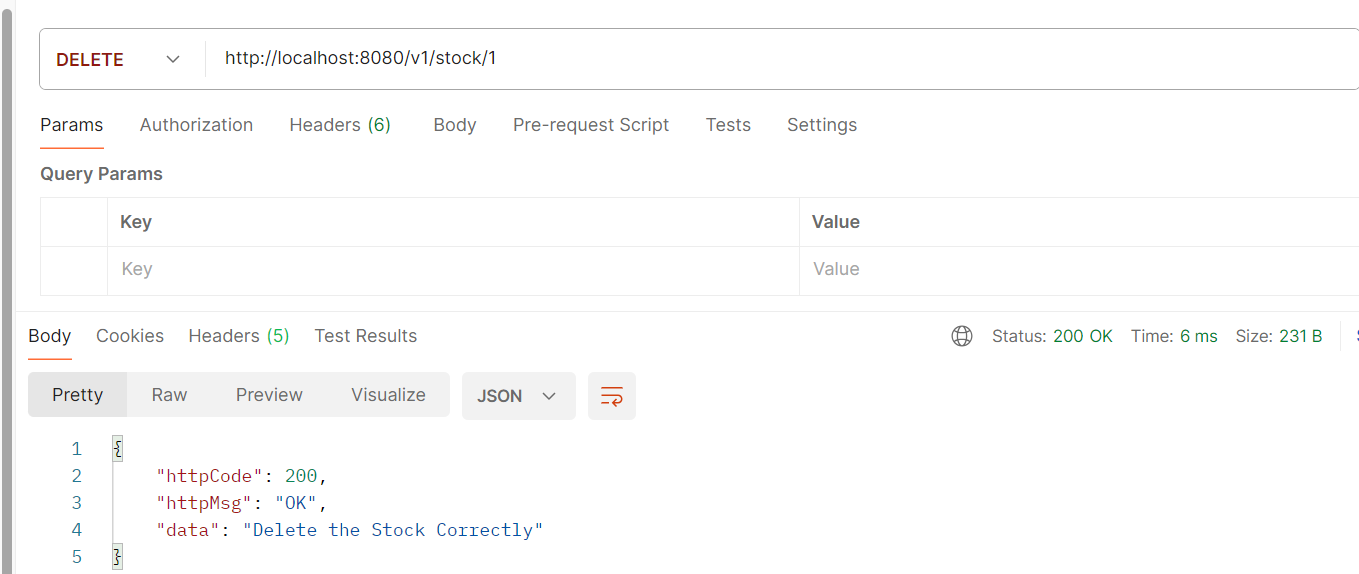 DELETE http://localhost:8080/v1/stock/1
Params Authorization Headers (6) Body Pre-request Script Tests Settings
Query Params
Key Value
Key Value
Body Cookies Headers (5) Test Results Status: 200 OK Time: 6 ms Size: 231 B
Pretty Raw Preview Visualize JSON
1 {
2 "httpCode": 200,
3 "httpMsg": "OK",
4 "data": "Delete the Stock Correctly"
5 }